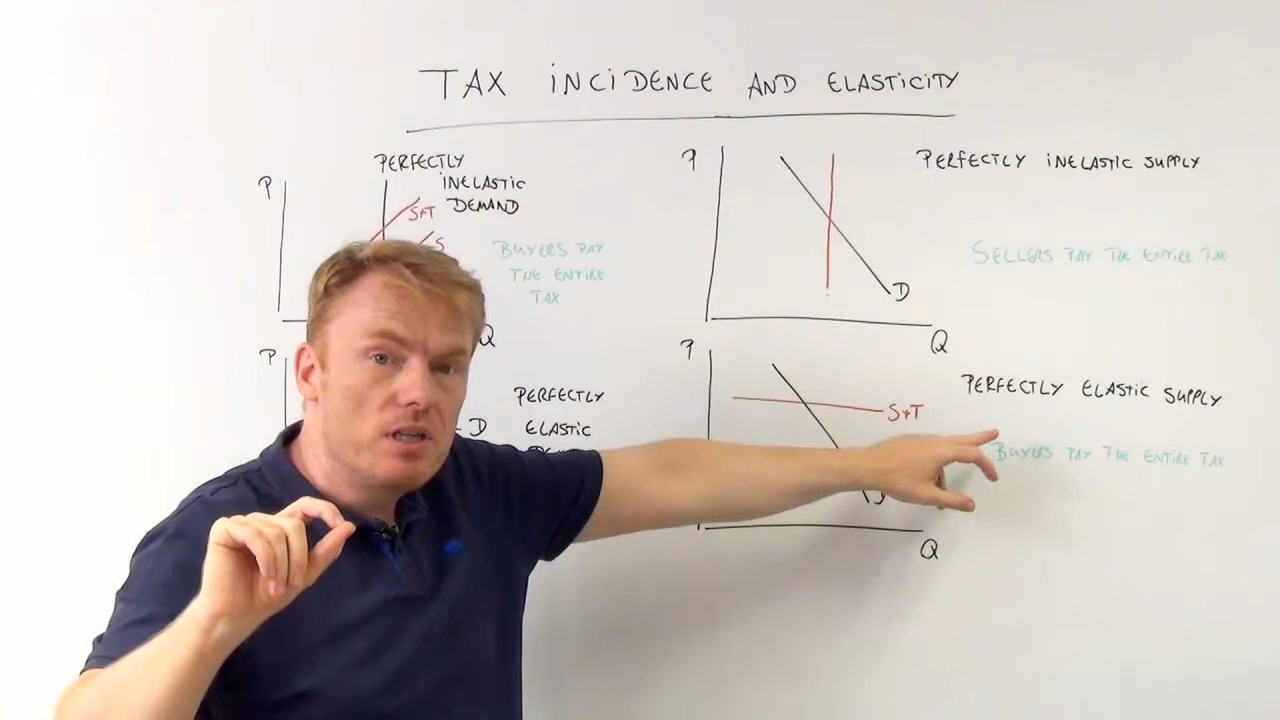 TAX INCIDENCE AND ELASTICITY
P
PERFECTLY
INELASTIC
DEMAND
S+T
S
BUYERS PAY
THE ENTIRE
TAX
Q
P
D
PERFECTLY
ELASTIC
P
PERFECTLY INELASTIC SUPPLY
SELLERS PAY THE ENTIRE TAX
D
Q
P
PERFECTLY ELASTIC SUPPLY
S+T
BUYERS PAY THE ENTIRE TAX
D
Q